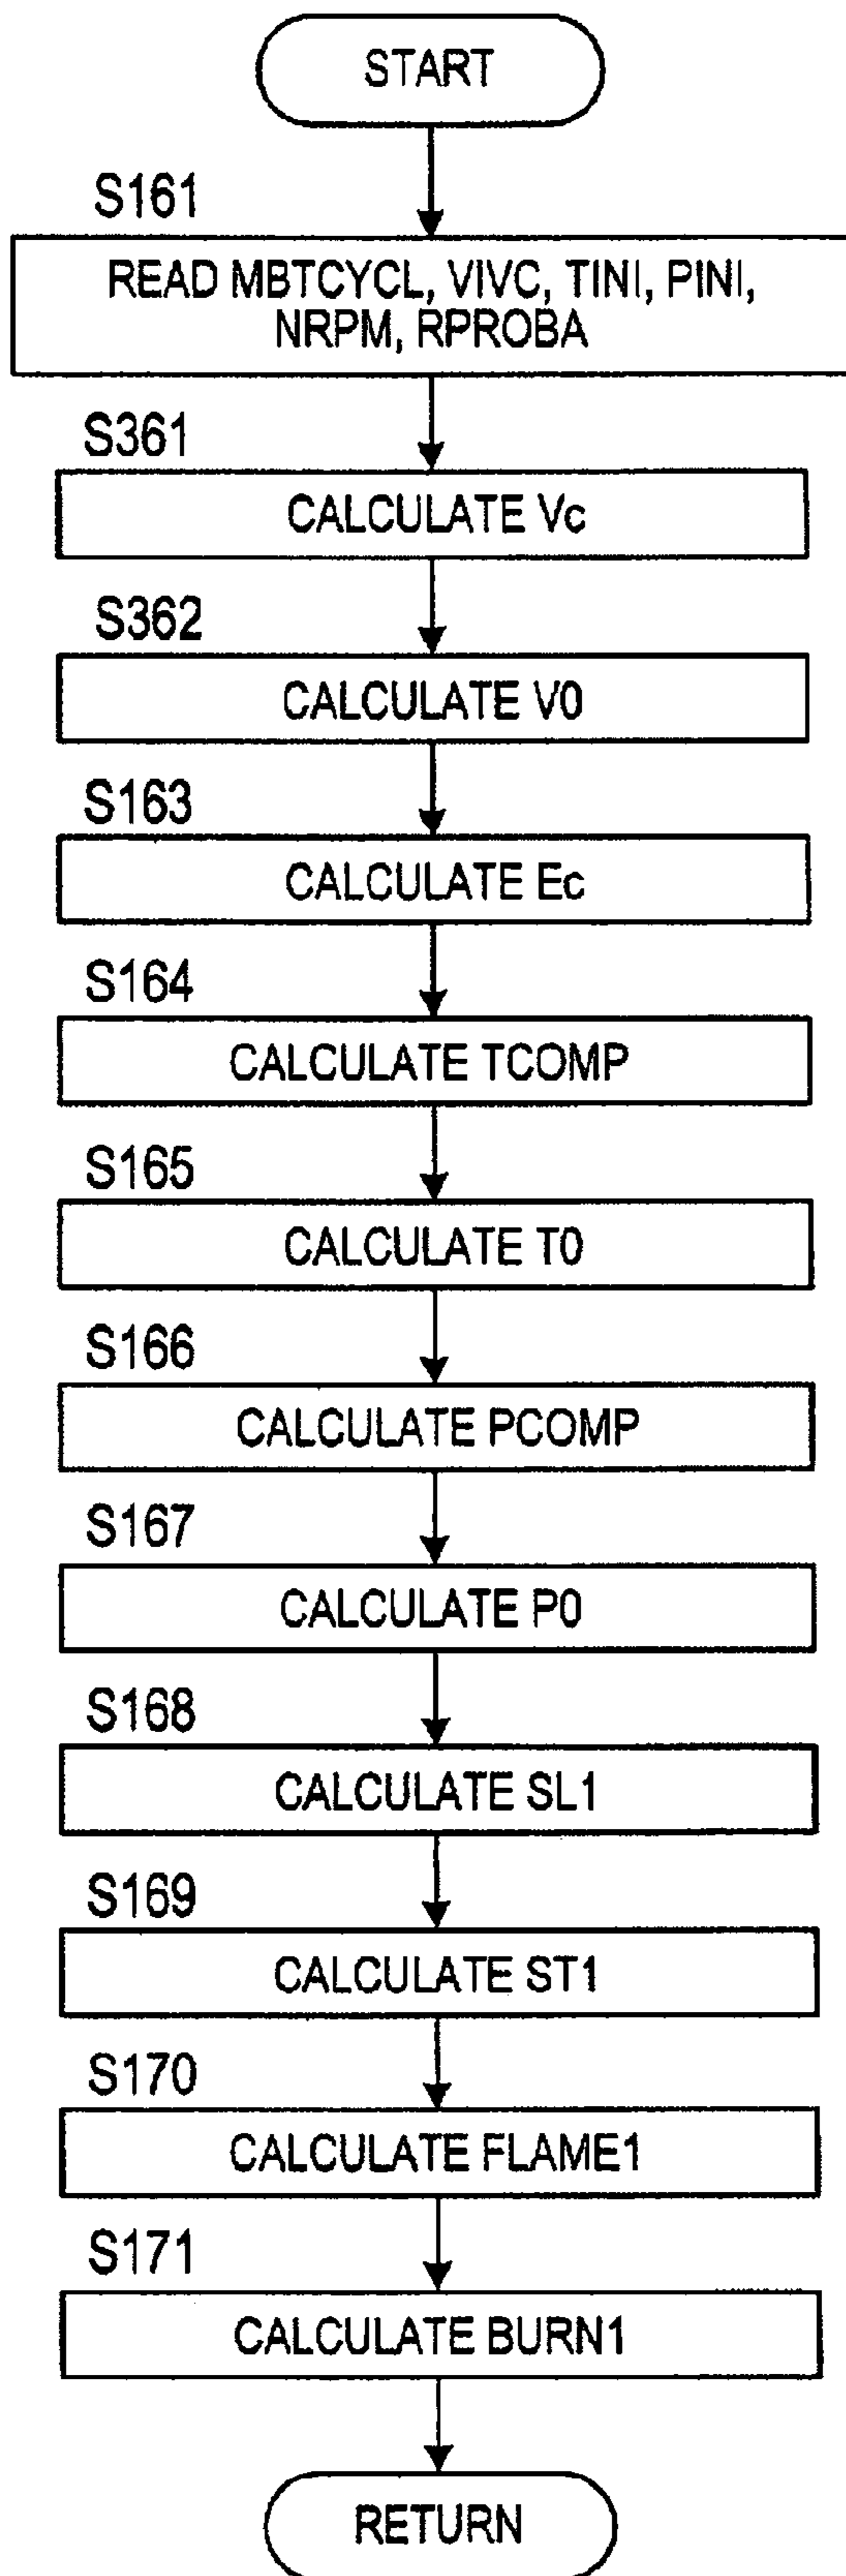 START
S161
READ MBTCYCL, VIVC, TINI, PINI,
NRPM, RPROBA
S361
CALCULATE Vc
S362
CALCULATE V0
S163
CALCULATE Ec
S164
CALCULATE TCOMP
S165
CALCULATE T0
S166
CALCULATE PCOMP
S167
CALCULATE P0
S168
CALCULATE SL1
S169
CALCULATE ST1
S170
CALCULATE FLAME1
S171
CALCULATE BURN1
RETURN